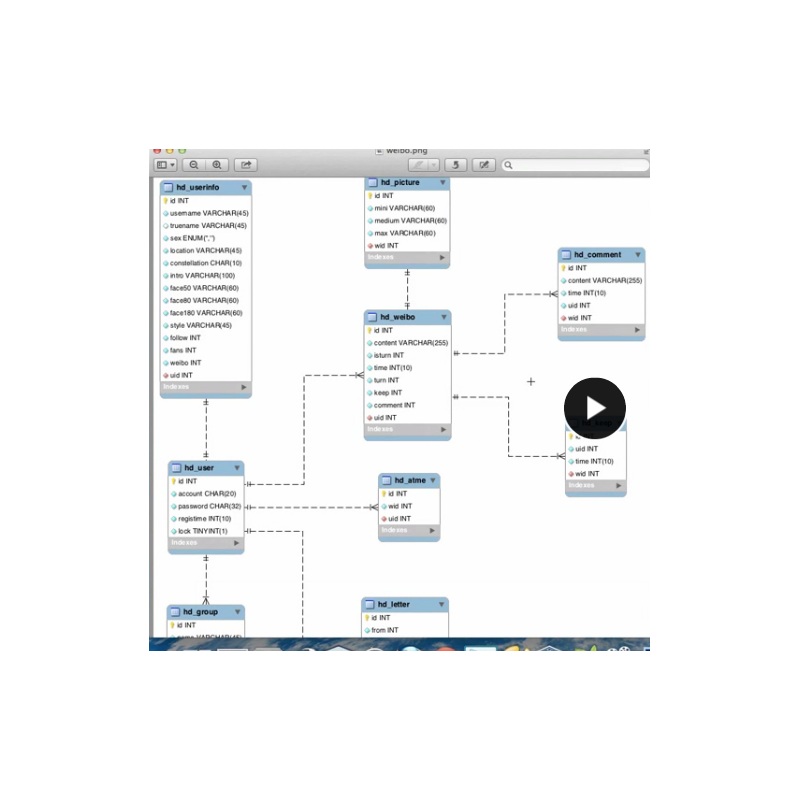 weibo.png
hd_userinfo
id INT
username VARCHAR(45)
truename VARCHAR(45)
sex ENUM('','')
location VARCHAR(45)
constellation CHAR(10)
intro VARCHAR(100)
face50 VARCHAR(60)
face80 VARCHAR(60)
face180 VARCHAR(60)
style VARCHAR(45)
follow INT
fans INT
weibo INT
uid INT
Indexes
hd_picture
id INT
mini VARCHAR(60)
medium VARCHAR(60)
max VARCHAR(60)
wid INT
Indexes
hd_comment
id INT
content VARCHAR(255)
time INT(10)
uid INT
wid INT
Indexes
hd_weibo
id INT
content VARCHAR(255)
isturn INT
time INT(10)
turn INT
keep INT
comment INT
uid INT
Indexes
uid INT
time INT(10)
wid INT
Indexes
hd_user
id INT
account CHAR(20)
password CHAR(32)
registime INT(10)
lock TINYINT(1)
Indexes
hd_atme
id INT
wid INT
uid INT
Indexes
hd_group
id INT
name VARCHAR(45)
hd_letter
id INT
from INT